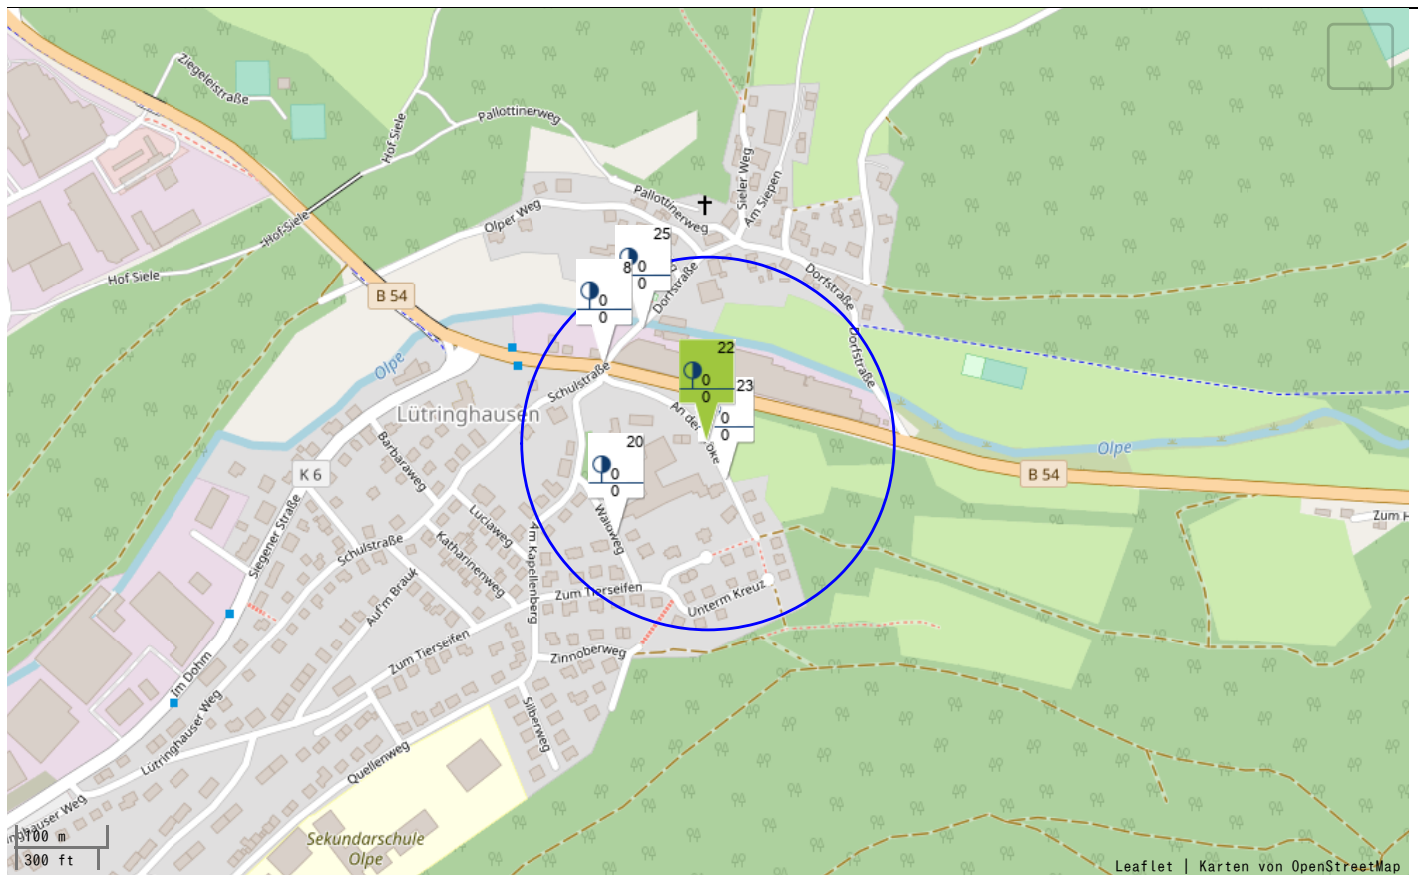 Ziegeleistraße
Hof Siele
Pallottinerweg
Sieler Weg
Am Siepen
Pallottinerweg
Olper Weg
Hof Siele
Hof Siele
25
0
0
8
0
0
Dorfstraße
Dorfstraße
Dorfstraße
B 54
Olpe
Schulstraße
22
0
0
23
0
0
An der
Lütringhausen
20
0
0
Olpe
B 54
K 6
Barbaraweg
Luciaweg
Waldweg
Zum H
Siegener Straße
Schulstraße
Katharinenweg
Am Kapellenberg
Auf'm Brauk
Zum Tierseifen
Unterm Kreuz
Zum Tierseifen
Zinnoberweg
Im Dohm
Lütringhauser Weg
Silberweg
Quellenweg
nghauser Weg
Sekundarschule
Olpe
100 m
300 ft
Leaflet | Karten von OpenStreetMap